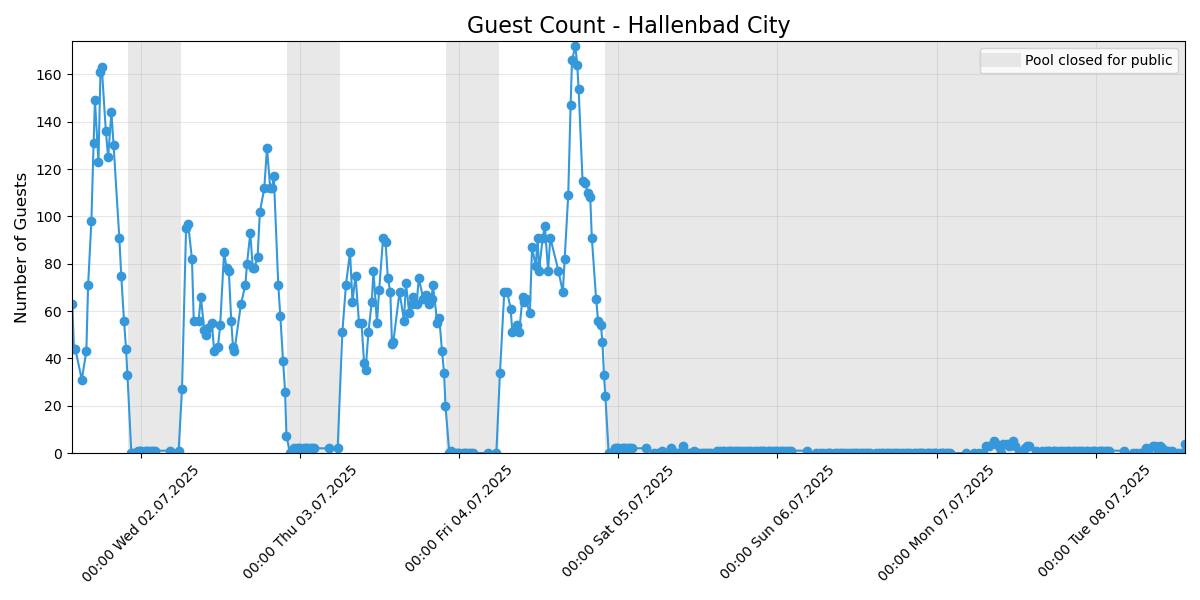 Guest Count - Hallenbad City
Pool closed for public
Number of Guests
160
140
120
100
80
60
40
20
0
00:00 Wed 02.07.2025
00:00 Thu 03.07.2025
00:00 Fri 04.07.2025
00:00 Sat 05.07.2025
00:00 Sun 06.07.2025
00:00 Mon 07.07.2025
00:00 Tue 08.07.2025